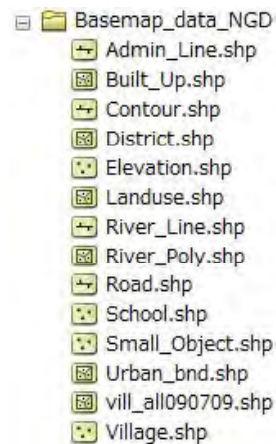 Basemap_data_NGD
Admin_Line.shp
Built_Up.shp
Contour.shp
District.shp
Elevation.shp
Landuse.shp
River_Line.shp
River_Poly.shp
Road.shp
School.shp
Small_Object.shp
Urban_bnd.shp
vill_all090709.shp
Village.shp